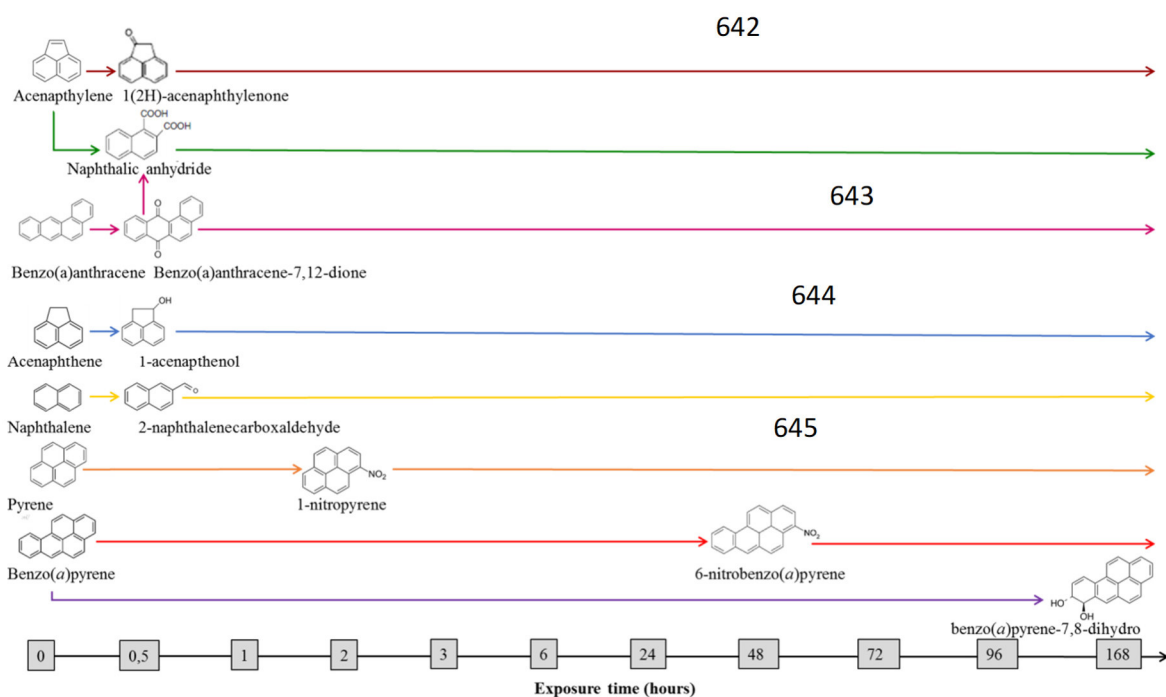 642
O
Acenapthylene 1(2H)-acenaphthylenone
COOH
COOH
Naphthalic anhydride
643
O
O
Benzo(a)anthracene Benzo(a)anthracene-7,12-dione
644
OH
Acenaphthene 1-acenapthenol
O
Naphthalene 2-naphthalenecarboxaldehyde
645
NO2
Pyrene 1-nitropyrene
NO2
Benzo(a)pyrene 6-nitrobenzo(a)pyrene
HO
OH
benzo(a)pyrene-7,8-dihydro
0 0,5 1 2 3 6 24 48 72 96 168
Exposure time (hours)